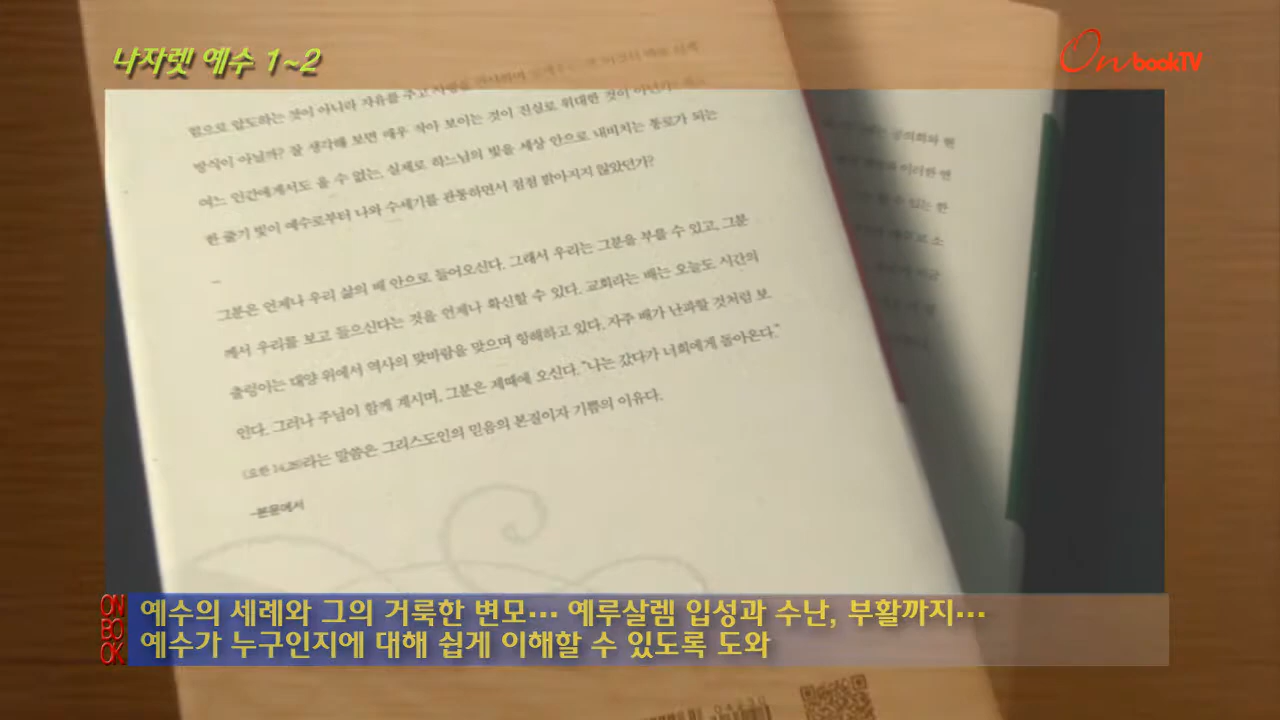 나자렛 예수 1~2
On bookTV
힘으로 압도하는 것이 아니라 자유를 주고 사랑을
방식이 아닐까? 잘 생각해 보면 매우 작아 보이는 것이 진실로 위대한 것이 아닌가?
어느 인간에게서도 올 수 없는, 실제로 하느님의 빛을 세상 안으로 내비치는 통로가 되는
한 줄기 빛이 예수로부터 나와 수세기를 관통하면서 점점 밝아지지 않았던가?
그분은 언제나 우리 삶의 배 안으로 들어오신다. 그래서 우리는 그분을 부를 수 있고, 그분
께서 우리를 보고 들으신다는 것을 언제나 확신할 수 있다. 교회라는 배는 오늘도 시간의
출렁이는 대양 위에서 역사의 맞바람을 맞으며 항해하고 있다. 자주 배가 난파할 것처럼 보
인다. 그러나 주님이 함께 계시며, 그분은 제때에 오신다. “나는 갔다가 너희에게 돌아온다.”
(요한 14,28)라는 말씀은 그리스도인의 믿음의 본질이자 기쁨의 이유다.
-본문에서
공의회와 현
이러한 면
수 있는 한
소
ON
BO
OK
예수의 세례와 그의 거룩한 변모… 예루살렘 입성과 수난, 부활까지…
예수가 누구인지에 대해 쉽게 이해할 수 있도록 도와
04230